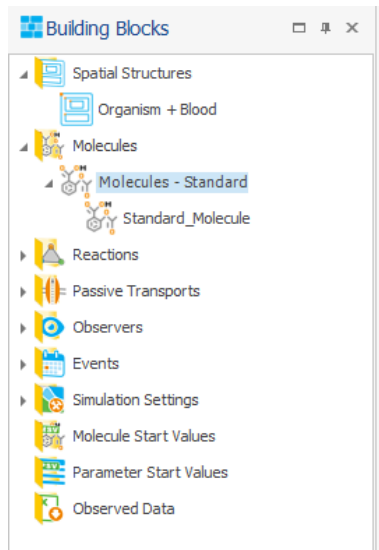 Building Blocks
Spatial Structures
Organism + Blood
Molecules
Molecules - Standard
Standard_Molecule
Reactions
Passive Transports
Observers
Events
Simulation Settings
Molecule Start Values
Parameter Start Values
Observed Data